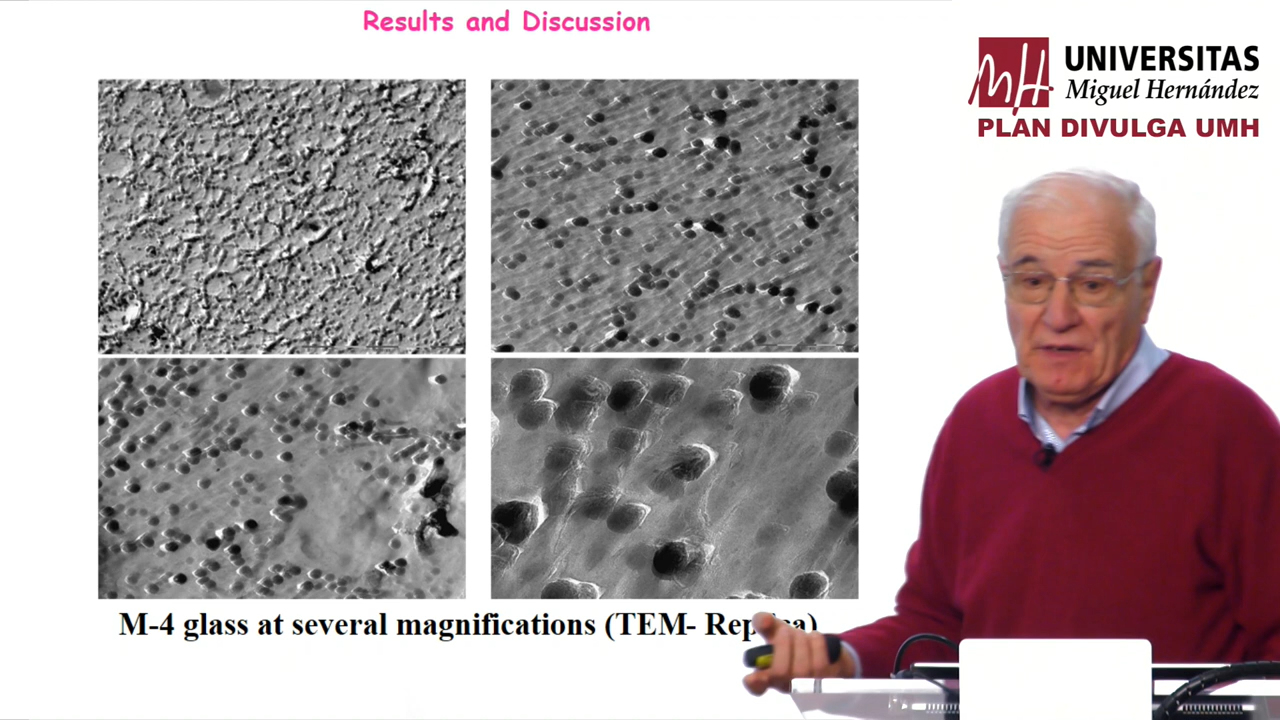 Results and Discussion
UNIVERSITAS
Miguel Hernández
PLAN DIVULGA UMH
M-4 glass at several magnifications (TEM-